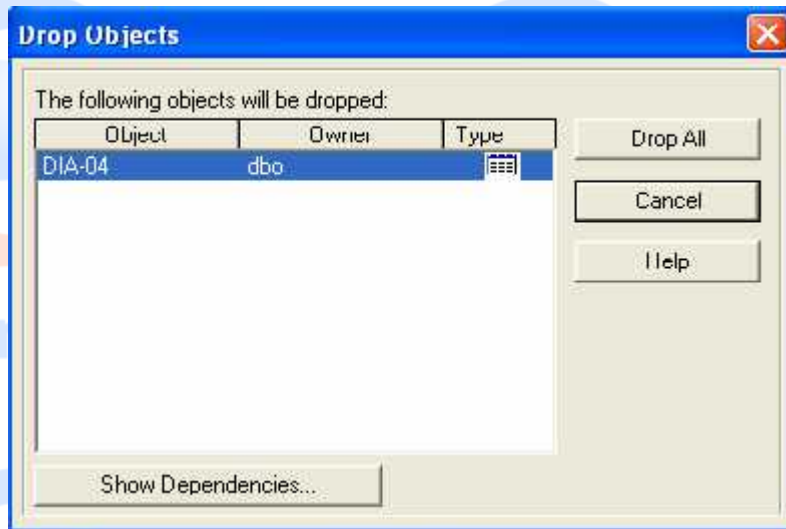 Drop Objects
The following objects will be dropped:
Object Owner Type
DIA-04 dbo
Drop All
Cancel
Help
Show Dependencies...